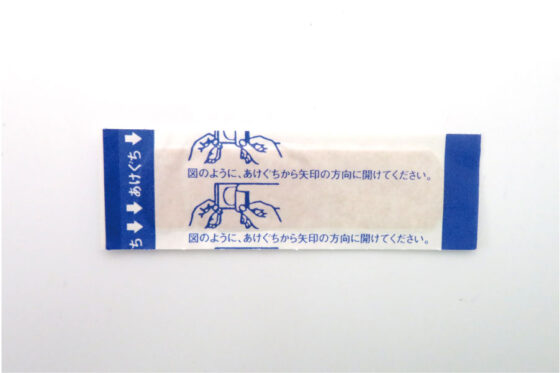 図のように、あけぐちから矢印の方向に開けてください。
図のように、あけぐちから矢印の方向に開けてください。
あけぐち
ち